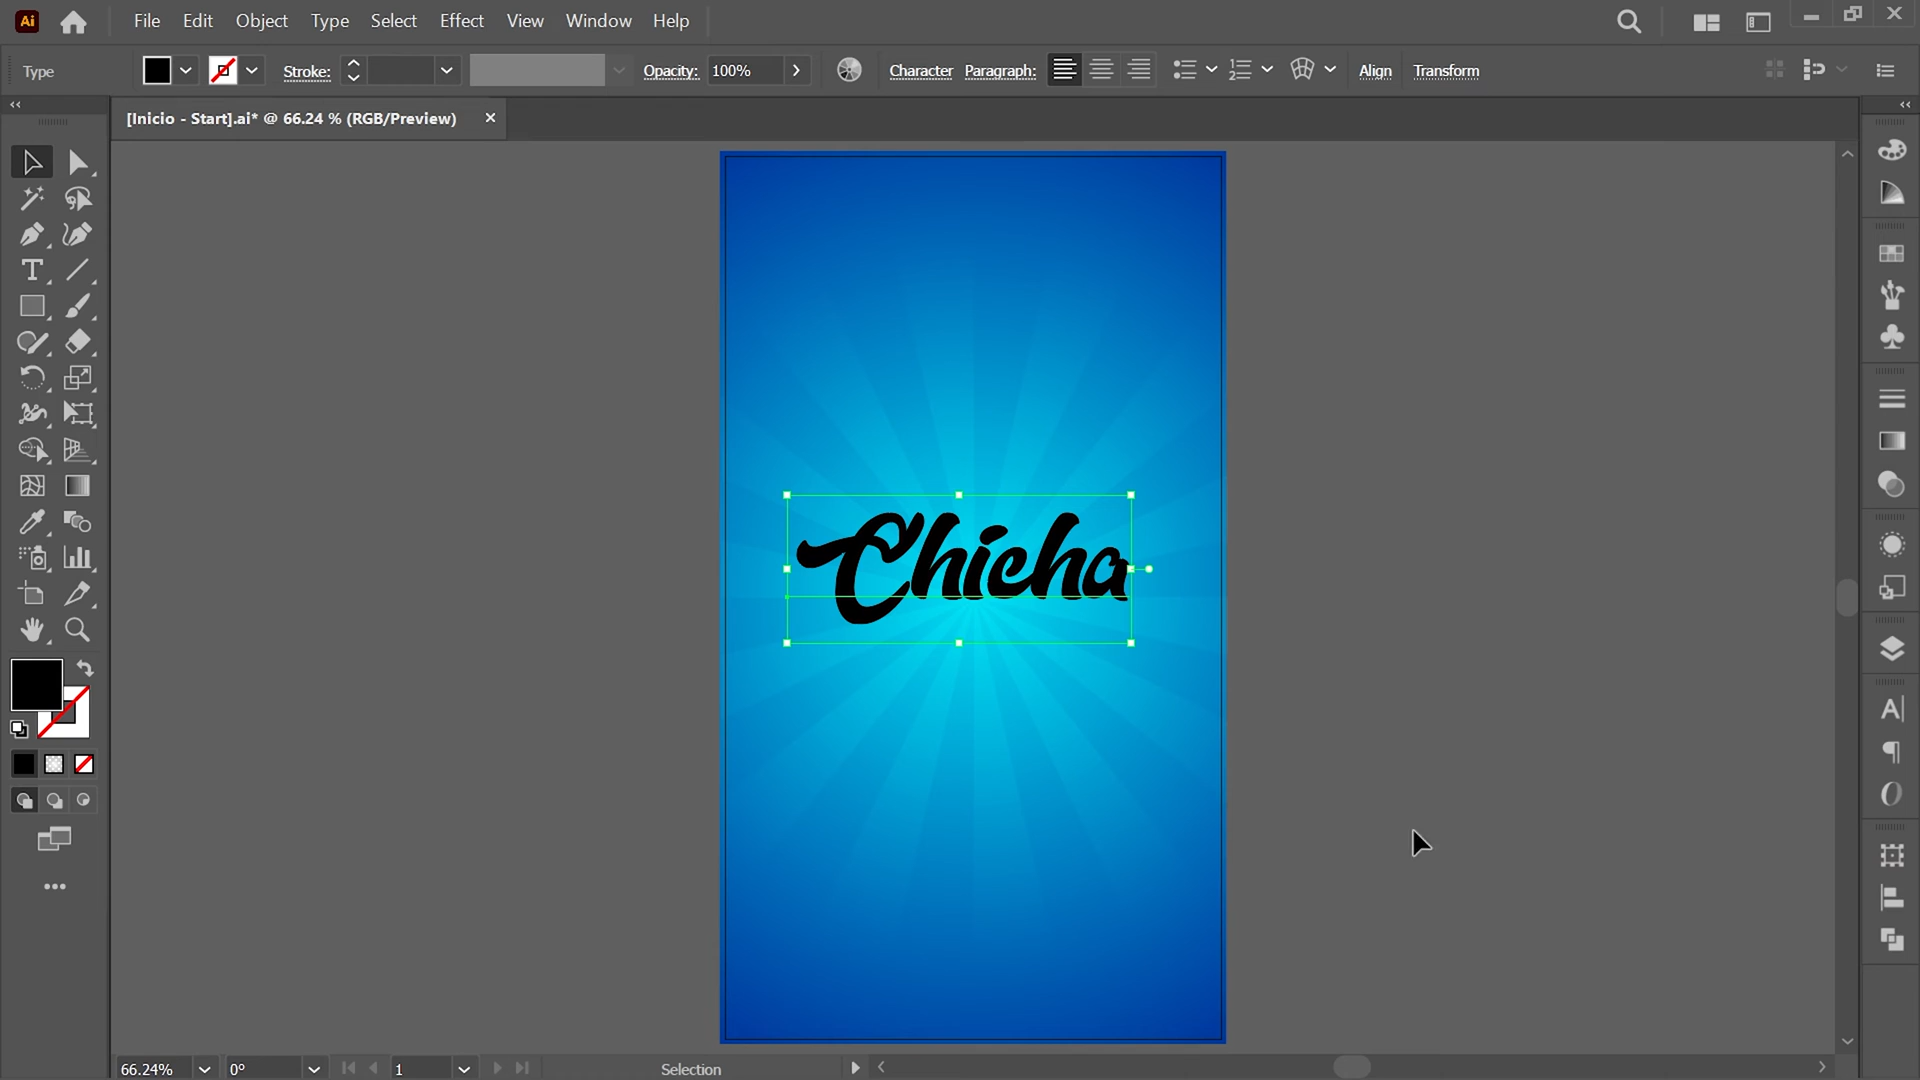 Ai File Edit Object Type Select Effect View Window Help
Type Stroke: Opacity: 100% Character Paragraph: Align Transform
[Inicio - Start].ai* @ 66.24 % (RGB/Preview)
Chicha
66.24% 0° 1 Selection